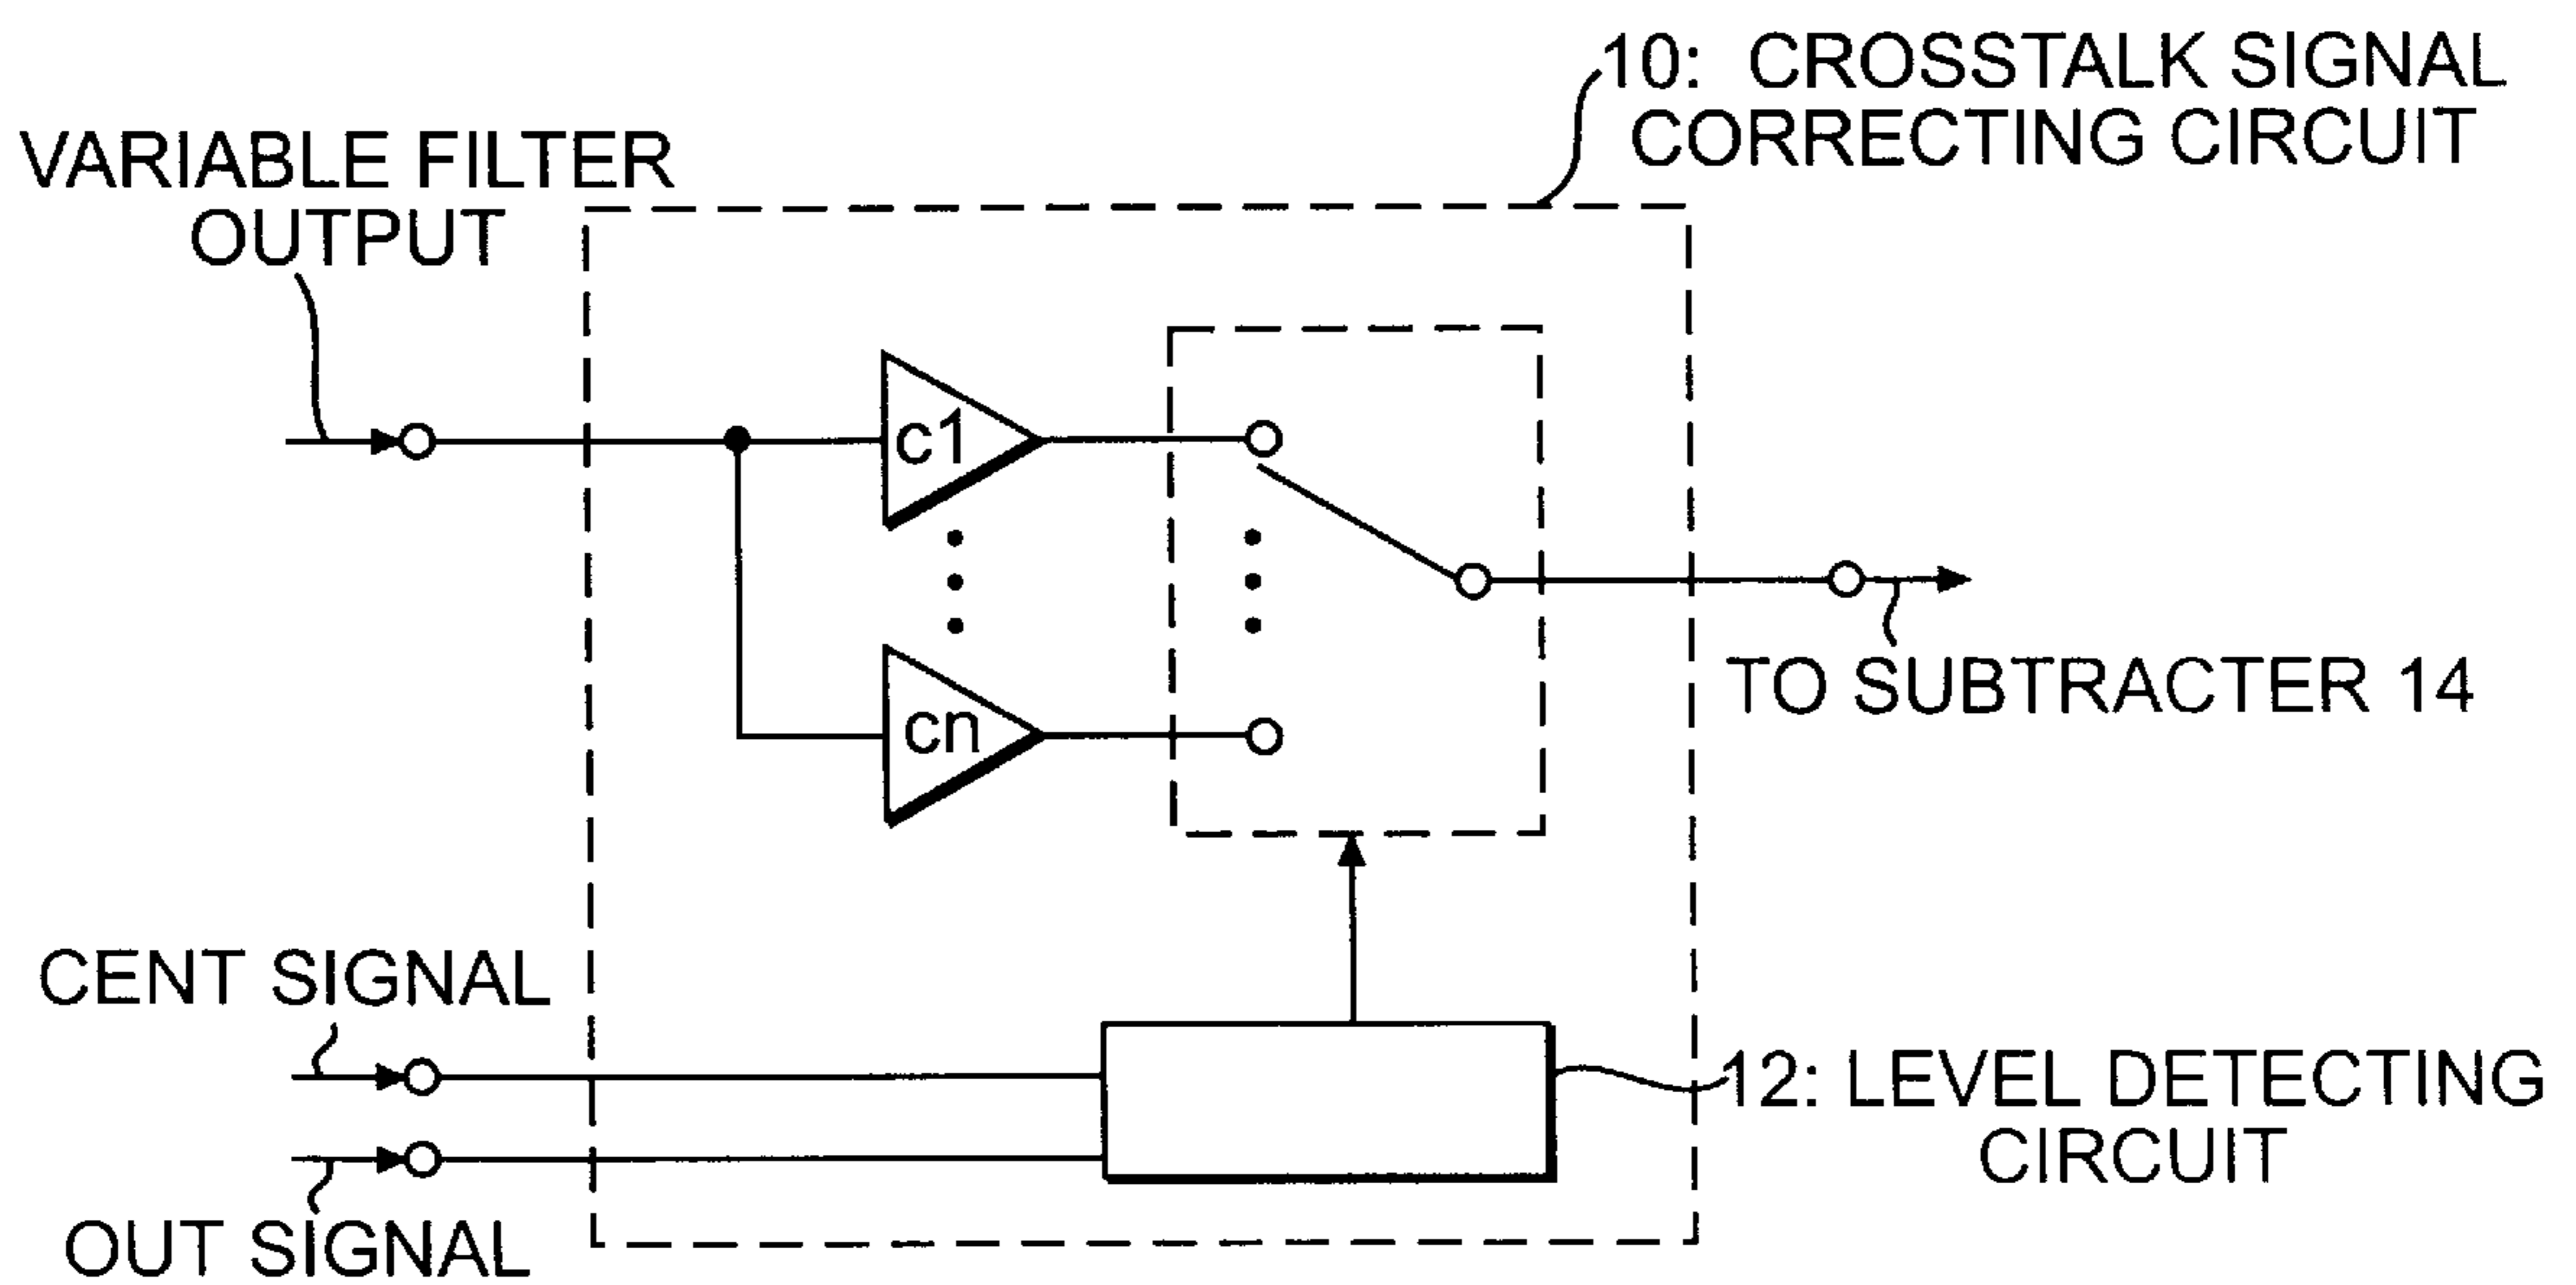 10: CROSSTALK SIGNAL
CORRECTING CIRCUIT
VARIABLE FILTER
OUTPUT
c1
cn
TO SUBTRACTER 14
CENT SIGNAL
OUT SIGNAL
12: LEVEL DETECTING
CIRCUIT